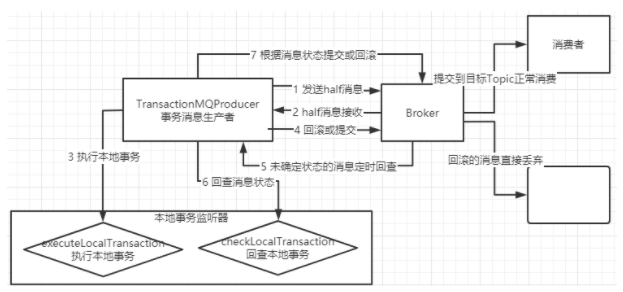 7 根据消息状态提交或回滚
消费者
提交到目标Topic正常消费
1 发送half消息
TransactionMQProducer
事务消息生产者
2 half消息接收
Broker
4 回滚或提交
3 执行本地事务
5 未确定状态的消息定时回查
回滚的消息直接丢弃
6 回查消息状态
本地事务监听器
executeLocalTransaction
执行本地事务
checkLocalTransaction
回查本地事务